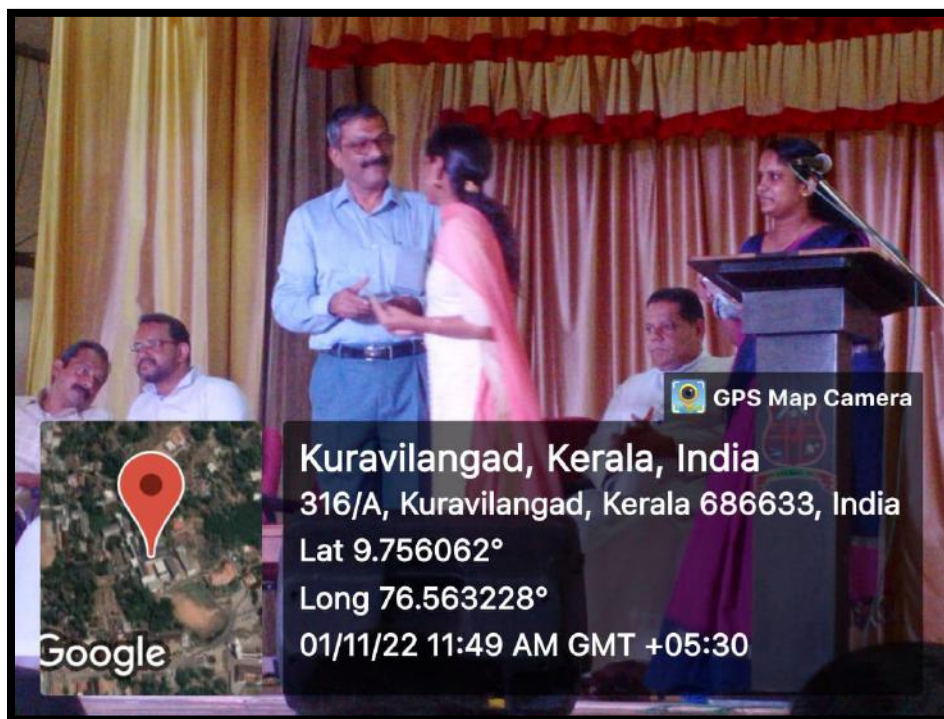 GPS Map Camera
Kuravilangad, Kerala, India
316/A, Kuravilangad, Kerala 686633, India
Lat 9.756062°
Long 76.563228°
01/11/22 11:49 AM GMT +05:30
Google